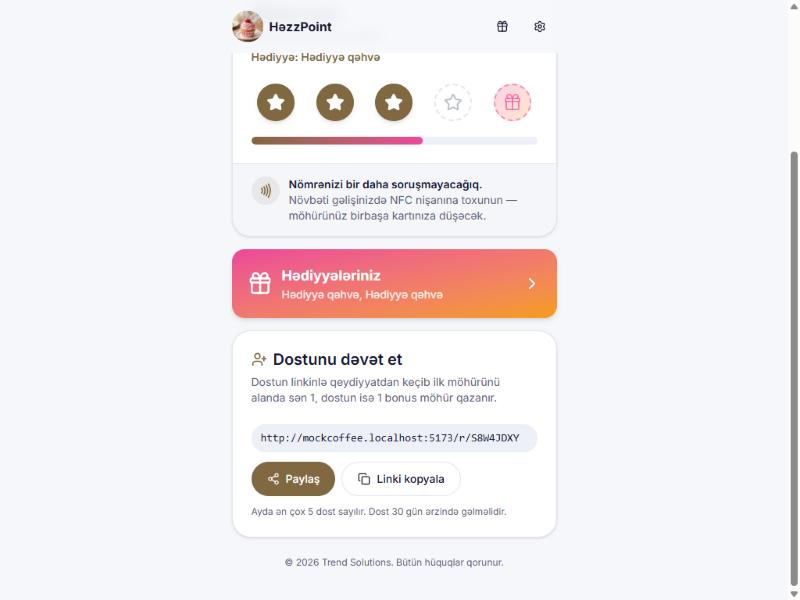 HəzzPoint
Hədiyyə: Hədiyyə qəhvə
Nömrənizi bir daha soruşmayacağıq.
Növbəti gəlişinizdə NFC nişanına toxunun —
möhürünüz birbaşa kartınıza düşəcək.
Hədiyyələriniz
Hədiyyə qəhvə, Hədiyyə qəhvə
Dostunu dəvət et
Dostun linkinlə qeydiyyatdan keçib ilk möhürünü
alanda sən 1, dostun isə 1 bonus möhür qazanır.
http://mockcoffee.localhost:5173/r/S8W4JDXY
Paylaş
Linki kopyala
Ayda ən çox 5 dost sayılır. Dost 30 gün ərzində gəlməlidir.
© 2026 Trend Solutions. Bütün hüquqlar qorunur.